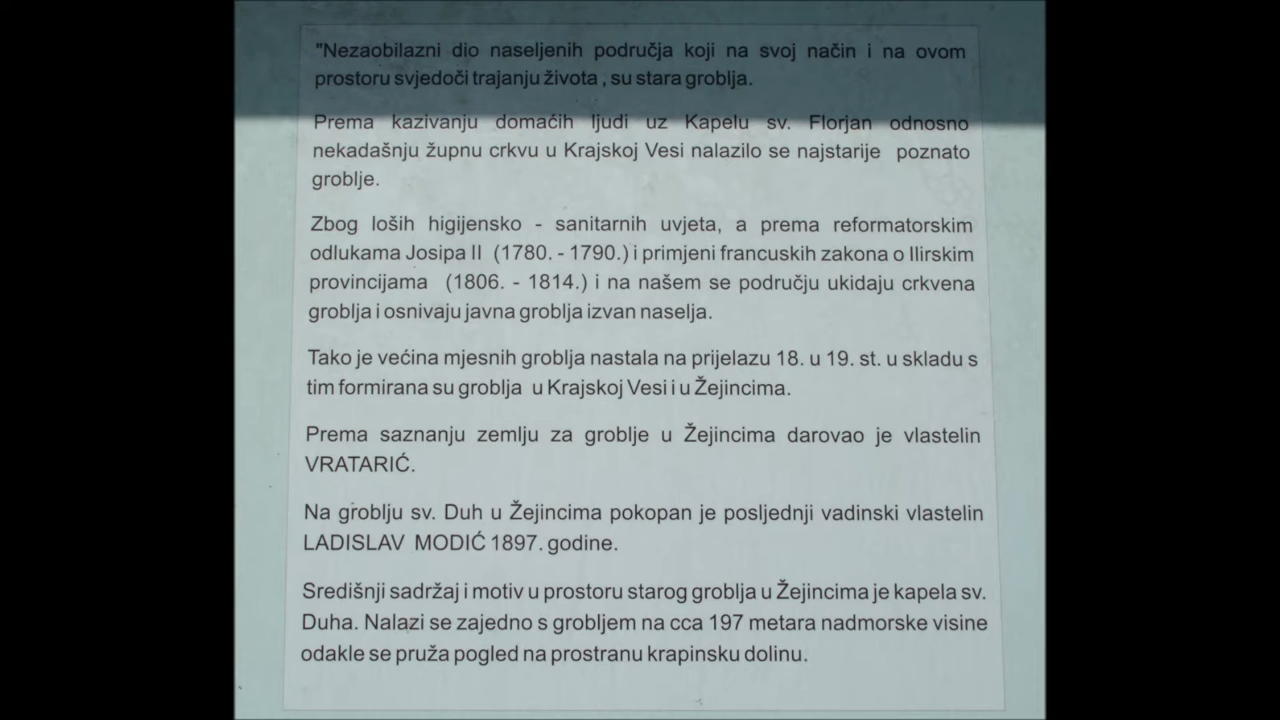 "Nezaobilazni dio naseljenih područja koji na svoj način i na ovom
prostoru svjedoči trajanju života , su stara groblja.
Prema kazivanju domaćih ljudi uz Kapelu sv. Florjan odnosno
nekadašnju župnu crkvu u Krajskoj Vesi nalazilo se najstarije poznato
groblje.
Zbog loših higijensko - sanitarnih uvjeta, a prema reformatorskim
odlukama Josipa II (1780. - 1790.) i primjeni francuskih zakona o Ilirskim
provincijama (1806. - 1814.) i na našem se području ukidaju crkvena
groblja i osnivaju javna groblja izvan naselja.
Tako je većina mjesnih groblja nastala na prijelazu 18. u 19. st. u skladu s
tim formirana su groblja u Krajskoj Vesi i u Žejincima.
Prema saznanju zemlju za groblje u Žejincima darovao je vlastelin
VRATARIĆ.
Na groblju sv. Duh u Žejincima pokopan je posljednji vadinski vlastelin
LADISLAV MODIĆ 1897. godine.
Središnji sadržaj i motiv u prostoru starog groblja u Žejincima je kapela sv.
Duha. Nalazi se zajedno s grobljem na cca 197 metara nadmorske visine
odakle se pruža pogled na prostranu krapinsku dolinu.